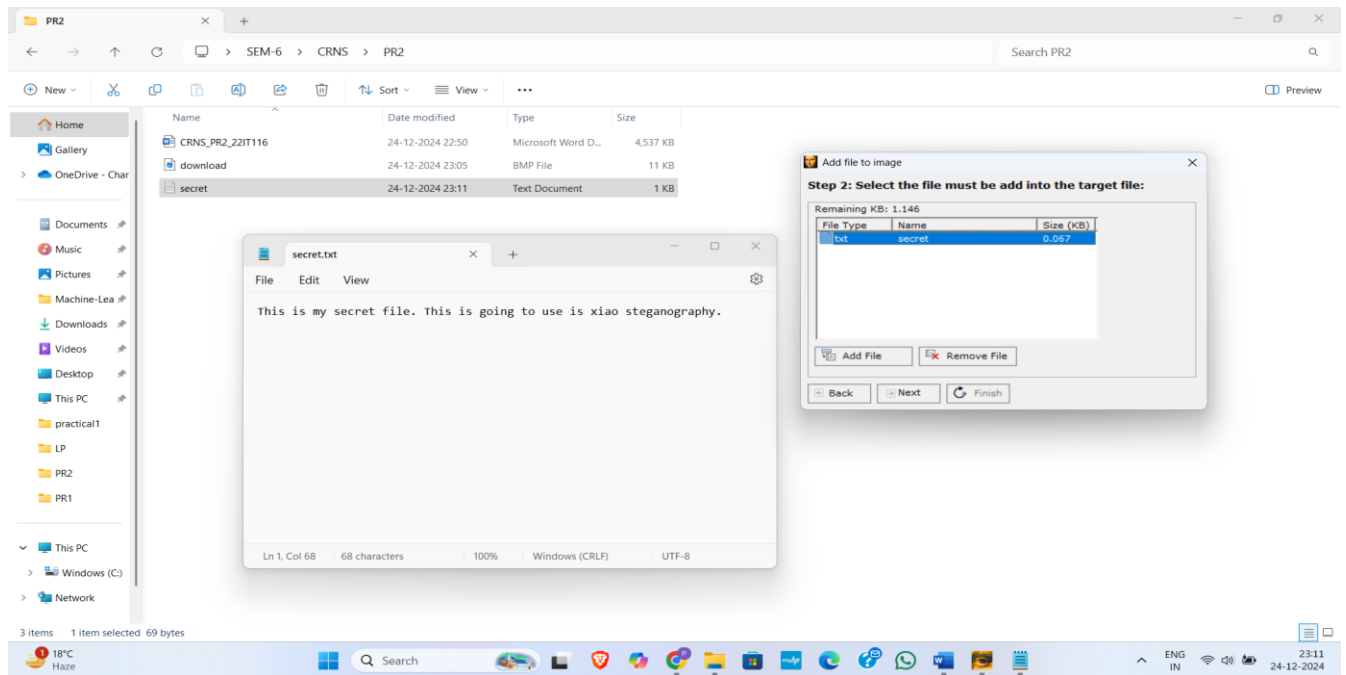 PR2
SEM-6 > CRNS > PR2
Search PR2
New
Sort
View
Preview
Home
Gallery
OneDrive - Char
Documents
Music
Pictures
Machine-Lea
Downloads
Videos
Desktop
This PC
practical1
LP
PR2
PR1
This PC
Windows (C:)
Network
Name Date modified Type Size
CRNS_PR2_22IT116 24-12-2024 22:50 Microsoft Word D... 4,537 KB
download 24-12-2024 23:05 BMP File 11 KB
secret 24-12-2024 23:11 Text Document 1 KB
secret.txt
File Edit View
This is my secret file. This is going to use is xiao steganography.
Ln 1, Col 68 68 characters 100% Windows (CRLF) UTF-8
Add file to image
Step 2: Select the file must be add into the target file:
Remaining KB: 1.146
File Type Name Size (KB)
txt secret 0.067
Add File Remove File
Back Next Finish
3 items 1 item selected 69 bytes
1
18°C
Haze
Search
ENG
IN
23:11
24-12-2024